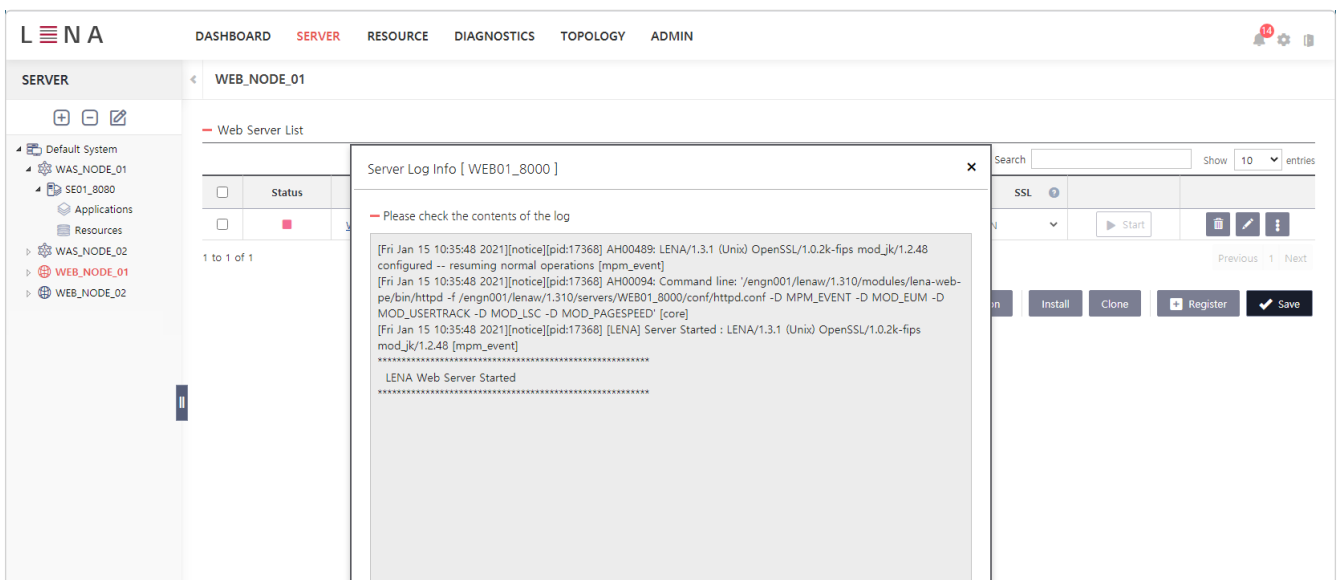 LENA
DASHBOARD SERVER RESOURCE DIAGNOSTICS TOPOLOGY ADMIN
14
SERVER
WEB_NODE_01
Default System
WAS_NODE_01
SE01_8080
Applications
Resources
WAS_NODE_02
WEB_NODE_01
WEB_NODE_02
Web Server List
Search
Show 10 entries
Status
SSL
Start
1 to 1 of 1
Previous 1 Next
Install Clone Register Save
Server Log Info [ WEB01_8000 ]
Please check the contents of the log
[Fri Jan 15 10:35:48 2021][notice][pid:17368] AH00489: LENA/1.3.1 (Unix) OpenSSL/1.0.2k-fips mod_jk/1.2.48
configured -- resuming normal operations [mpm_event]
[Fri Jan 15 10:35:48 2021][notice][pid:17368] AH00094: Command line: '/engn001/lenaw/1.310/modules/lena-web-
pe/bin/httpd -f /engn001/lenaw/1.310/servers/WEB01_8000/conf/httpd.conf -D MPM_EVENT -D MOD_EUM -D
MOD_USERTRACK -D MOD_LSC -D MOD_PAGESPEED' [core]
[Fri Jan 15 10:35:48 2021][notice][pid:17368] [LENA] Server Started : LENA/1.3.1 (Unix) OpenSSL/1.0.2k-fips
mod_jk/1.2.48 [mpm_event]
*********************************************************
LENA Web Server Started
*********************************************************